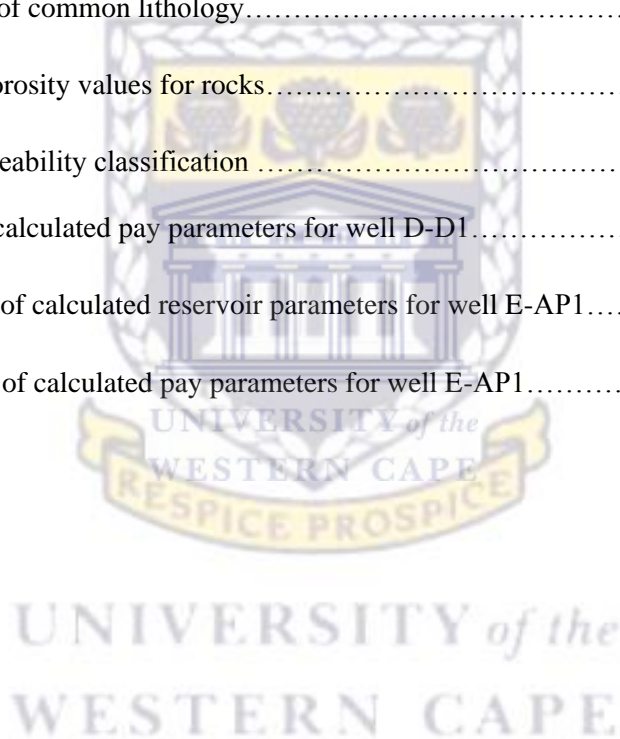 of common lithology……………………………………
orosity values for rocks…………………………………
eability classification ……………………………………
calculated pay parameters for well D-D1………………
of calculated reservoir parameters for well E-AP1….
of calculated pay parameters for well E-AP1…………
UNIVERSITY of the
WESTERN CAPE
RESPICE PROSPICE
UNIVERSITY of the
WESTERN CAPE